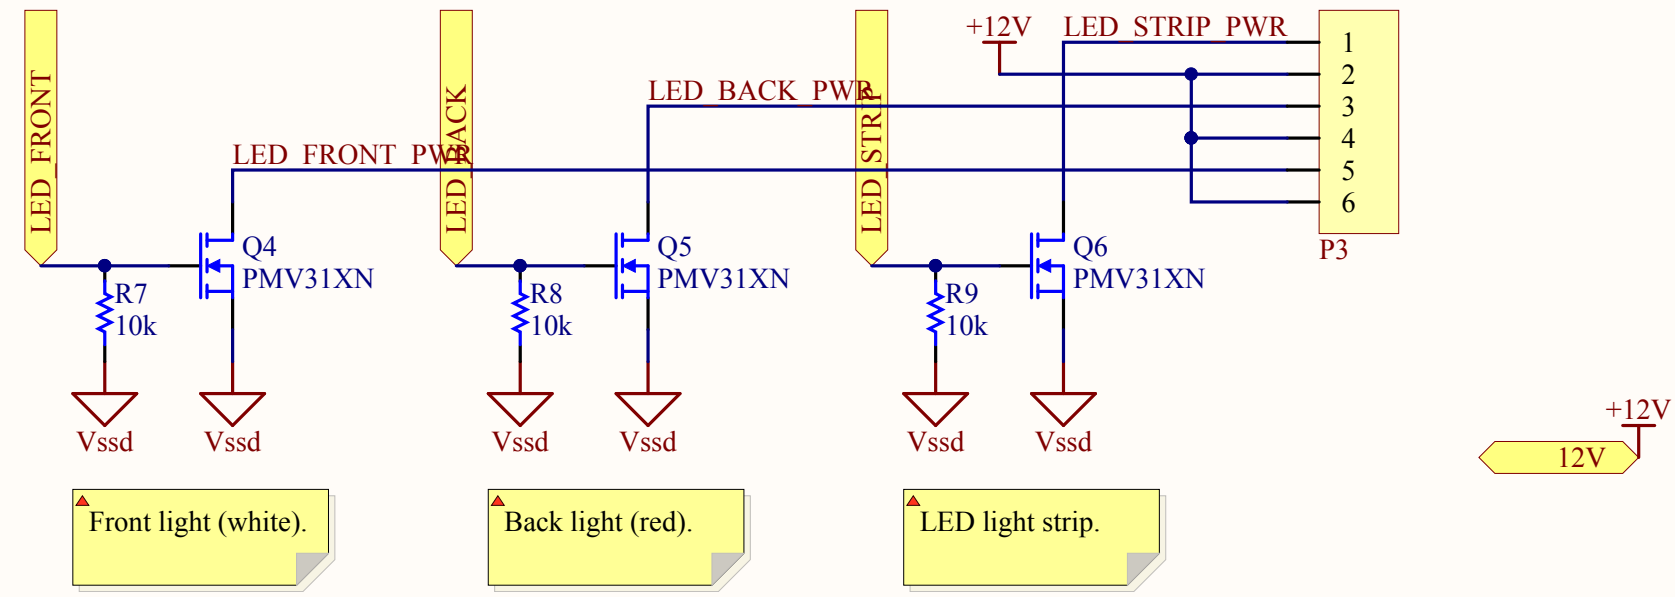 LED_FRONT
LED_BACK
LED_STRIP
+12V
LED_STRIP_PWR
LED_BACK_PWR
LED_FRONT_PWR
1
2
3
4
5
6
P3
Q4
PMV31XN
R7
10k
Vssd
Vssd
Q5
PMV31XN
R8
10k
Vssd
Vssd
Q6
PMV31XN
R9
10k
Vssd
Vssd
+12V
12V
Front light (white).
Back light (red).
LED light strip.